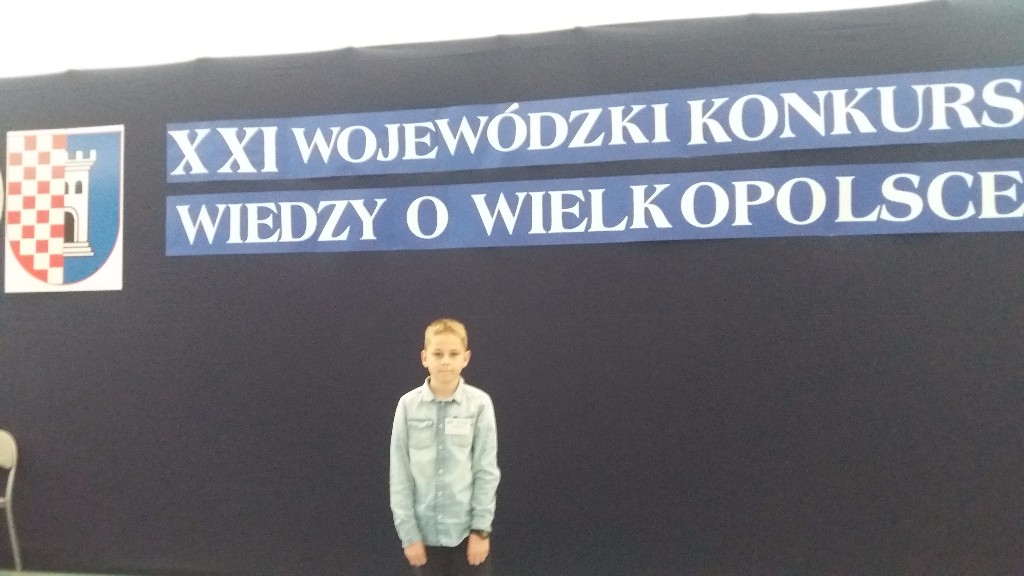 XXI WOJEWÓDZKI KONKURS
WIEDZY O WIELKOPOLSCE